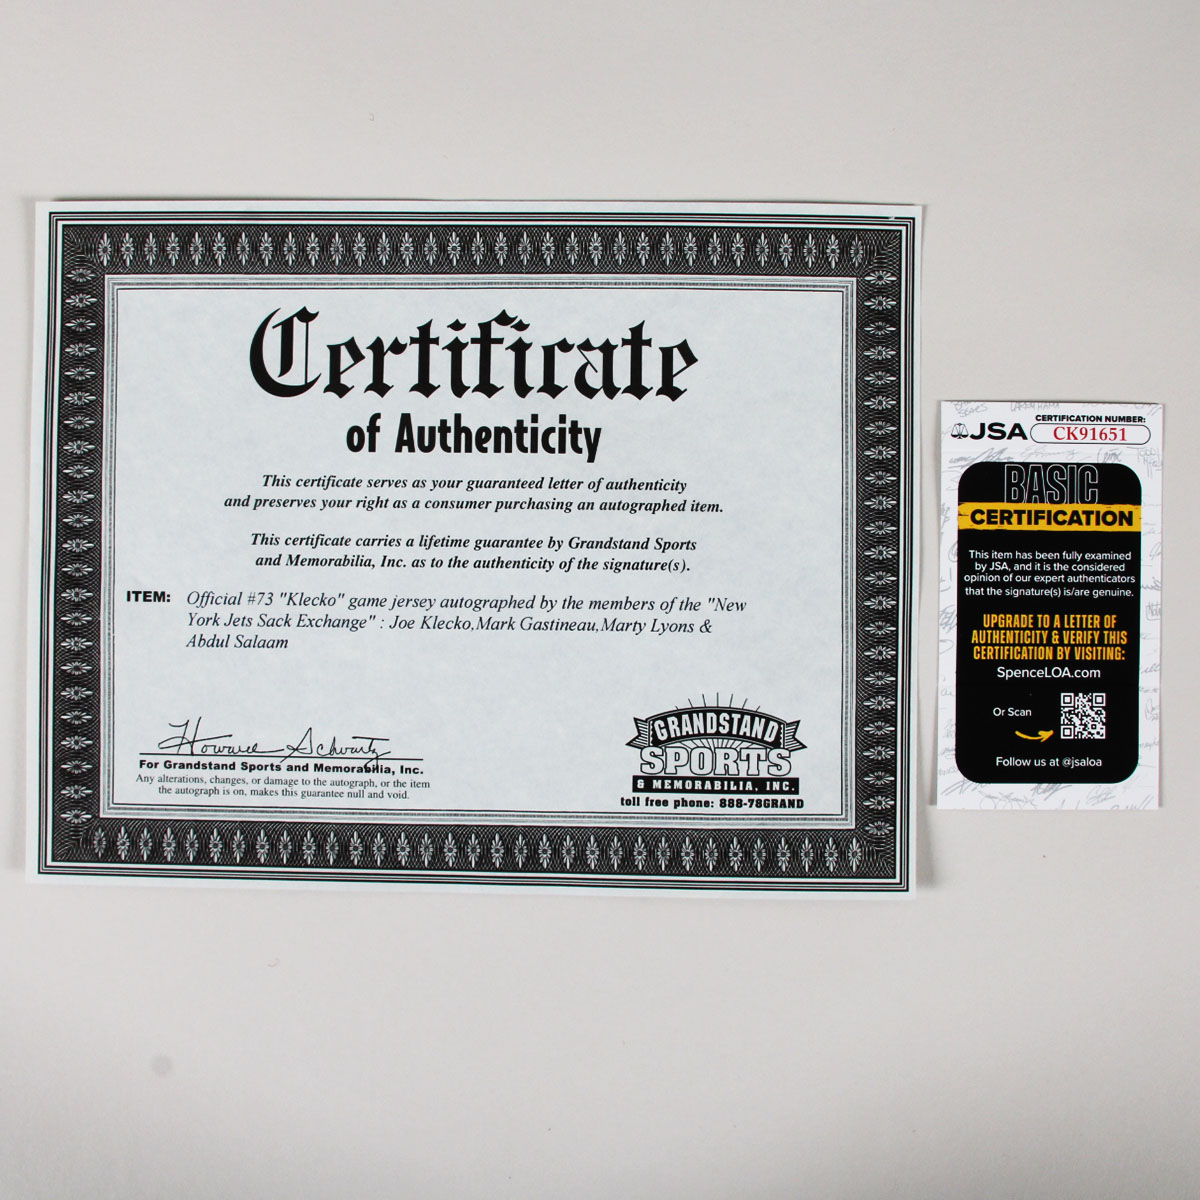 Certificate
of Authenticity
This certificate serves as your guaranteed letter of authenticity
and preserves your right as a consumer purchasing an autographed item.
This certificate carries a lifetime guarantee by Grandstand Sports
and Memorabilia, Inc. as to the authenticity of the signature(s).
ITEM: Official #73 "Klecko" game jersey autographed by the members of the "New
York Jets Sack Exchange" : Joe Klecko,Mark Gastineau,Marty Lyons &
Abdul Salaam
Howard Schwartz
For Grandstand Sports and Memorabilia, Inc.
Any alterations, changes, or damage to the autograph, or the item
the autograph is on, makes this guarantee null and void.
GRANDSTAND
SPORTS
& MEMORABILIA, INC.
toll free phone: 888-78GRAND
JSA
CERTIFICATION NUMBER:
CK91651
BASIC
CERTIFICATION
This item has been fully examined
by JSA, and it is the considered
opinion of our expert authenticators
that the signature(s) is/are genuine.
UPGRADE TO A LETTER OF
AUTHENTICITY & VERIFY THIS
CERTIFICATION BY VISITING:
SpenceLOA.com
Or Scan
Follow us at @jsaloa